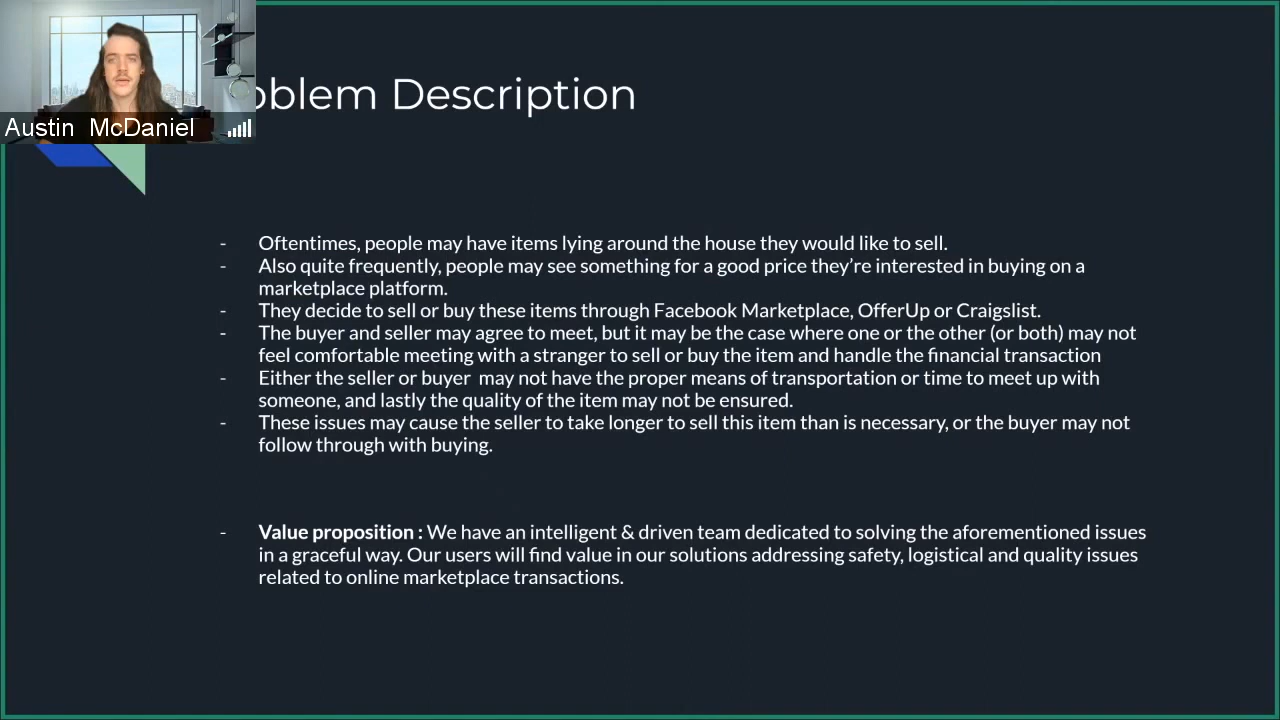 Austin McDaniel
oblem Description
- Oftentimes, people may have items lying around the house they would like to sell.
- Also quite frequently, people may see something for a good price they’re interested in buying on a
marketplace platform.
- They decide to sell or buy these items through Facebook Marketplace, OfferUp or Craigslist.
- The buyer and seller may agree to meet, but it may be the case where one or the other (or both) may not
feel comfortable meeting with a stranger to sell or buy the item and handle the financial transaction
- Either the seller or buyer  may not have the proper means of transportation or time to meet up with
someone, and lastly the quality of the item may not be ensured.
- These issues may cause the seller to take longer to sell this item than is necessary, or the buyer may not
follow through with buying.
- Value proposition : We have an intelligent & driven team dedicated to solving the aforementioned issues
in a graceful way. Our users will find value in our solutions addressing safety, logistical and quality issues
related to online marketplace transactions.